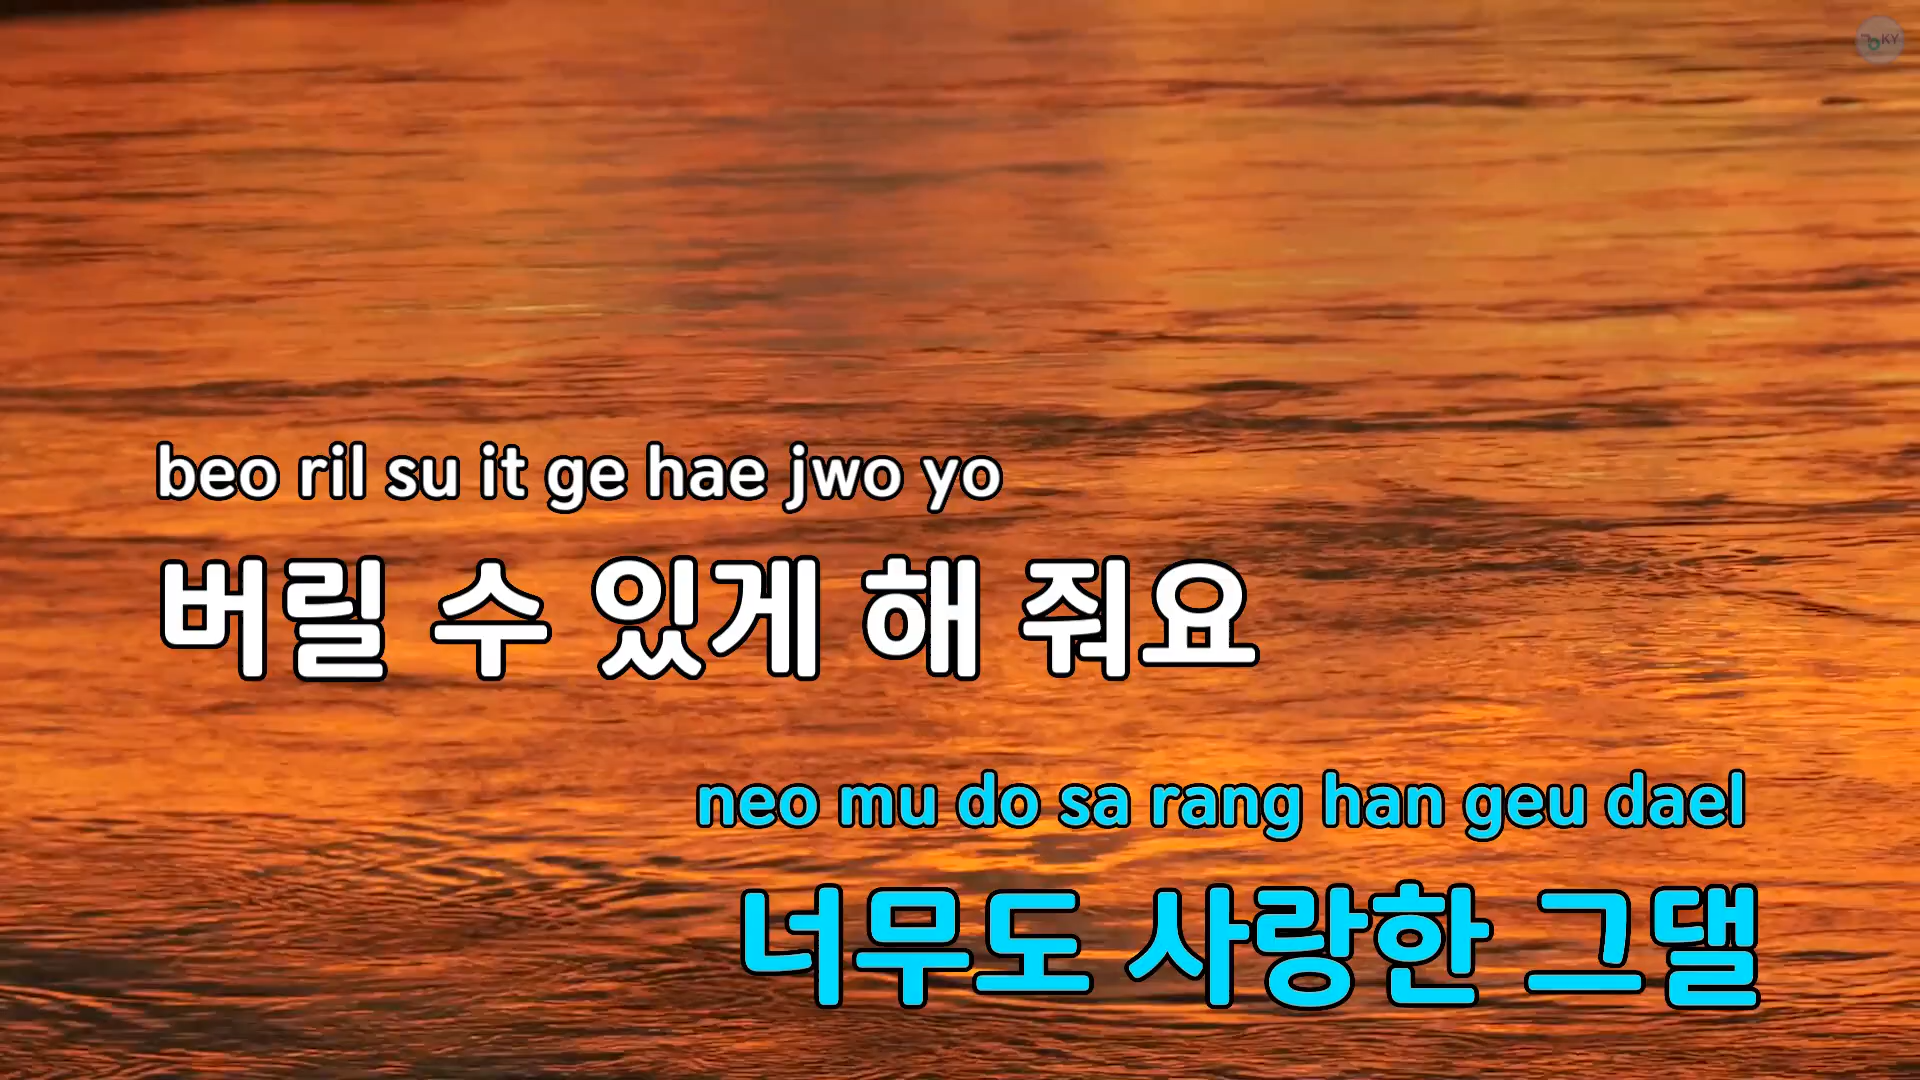 KY
beo ril su it ge hae jwo yo
버릴 수 있게 해 줘요
neo mu do sa rang han geu dael
너무도 사랑한 그댈